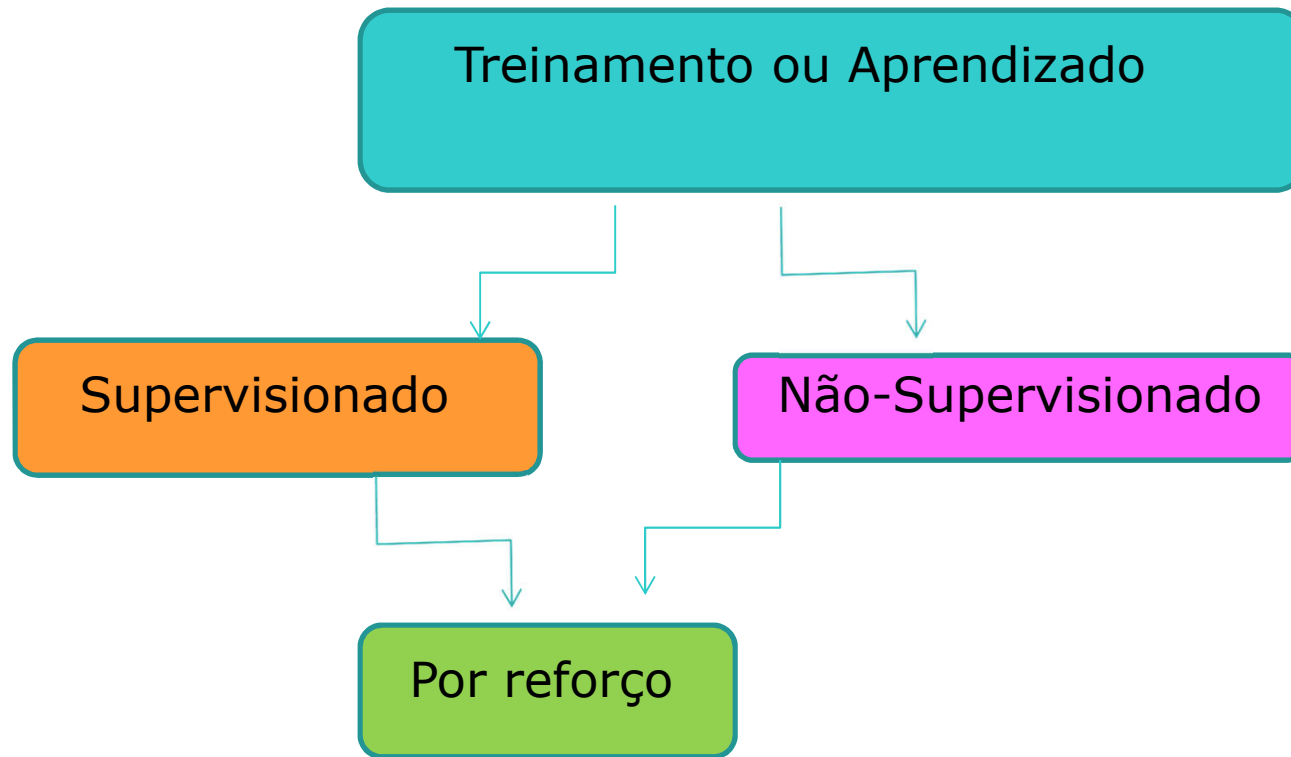 Treinamento ou Aprendizado
Supervisionado
Não-Supervisionado
Por reforço